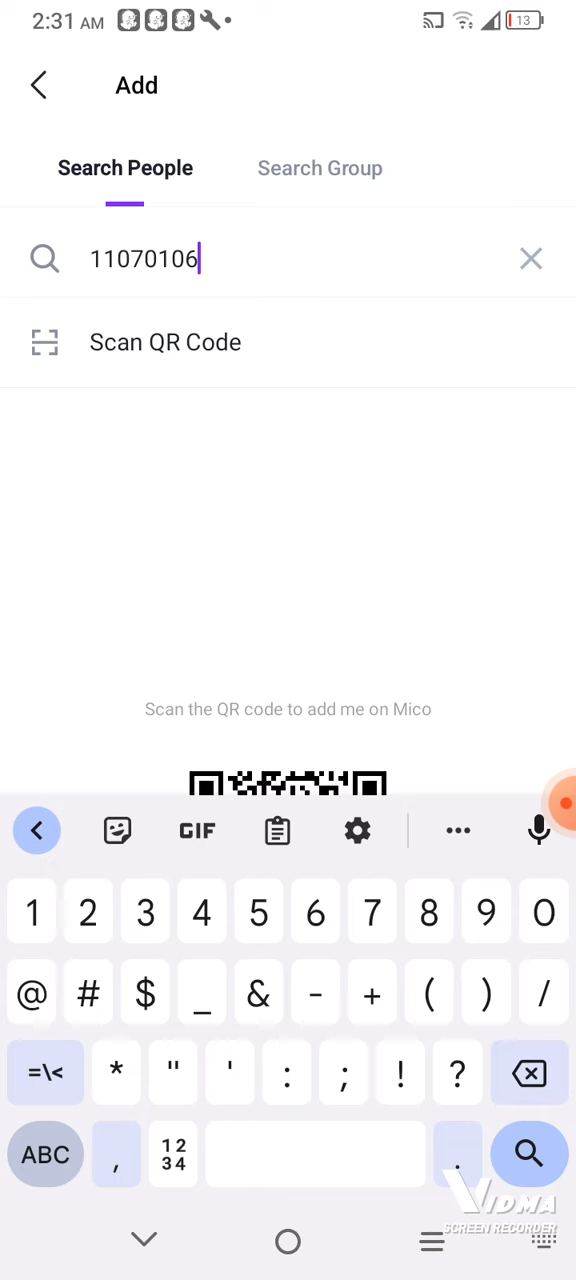 2:31 AM
13
Add
Search People
Search Group
11070106
Scan QR Code
Scan the QR code to add me on Mico
GIF
1 2 3 4 5 6 7 8 9 0
@ # $ _ & - + ( ) /
=\< * " ' : ; ! ?
ABC , 12 .
34
VIDMA
SCREEN RECORDER